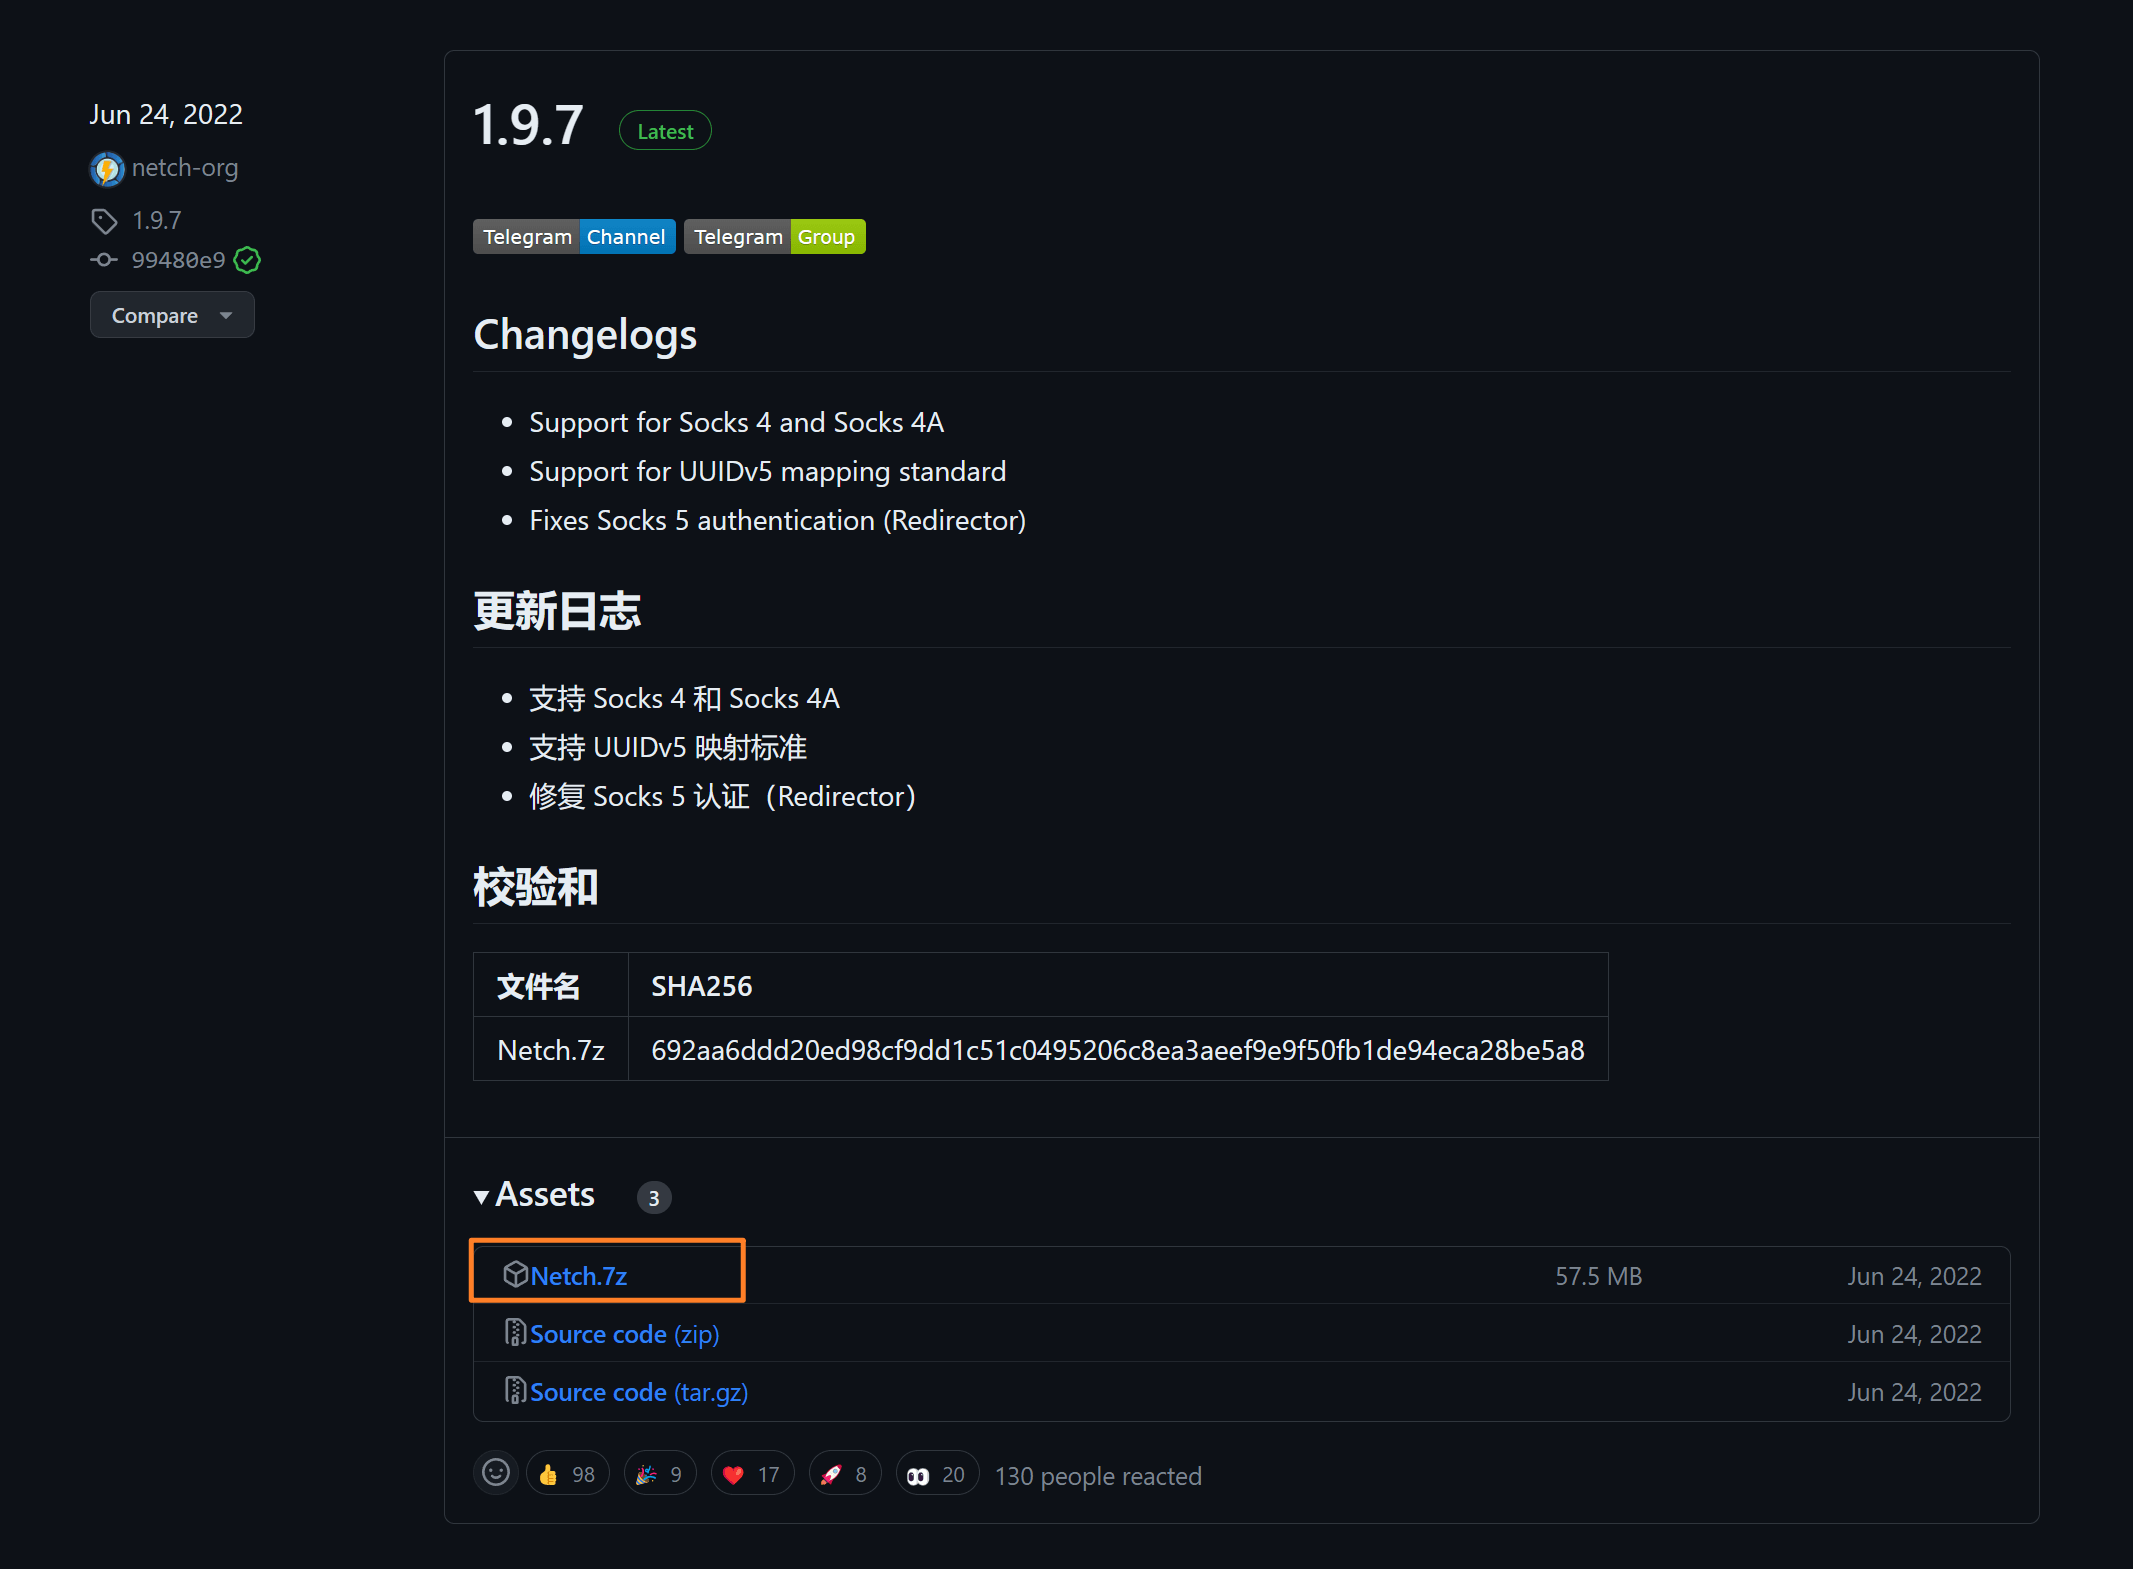 Jun 24, 2022
netch-org
1.9.7
99480e9
Compare
1.9.7 Latest
Telegram Channel Telegram Group
Changelogs
Support for Socks 4 and Socks 4A
Support for UUIDv5 mapping standard
Fixes Socks 5 authentication (Redirector)
更新日志
支持 Socks 4 和 Socks 4A
支持 UUIDv5 映射标准
修复 Socks 5 认证（Redirector）
校验和
文件名 SHA256
Netch.7z 692aa6ddd20ed98cf9dd1c51c0495206c8ea3aeef9e9f50fb1de94eca28be5a8
Assets 3
Netch.7z 57.5 MB Jun 24, 2022
Source code (zip) Jun 24, 2022
Source code (tar.gz) Jun 24, 2022
98 9 17 8 20 130 people reacted